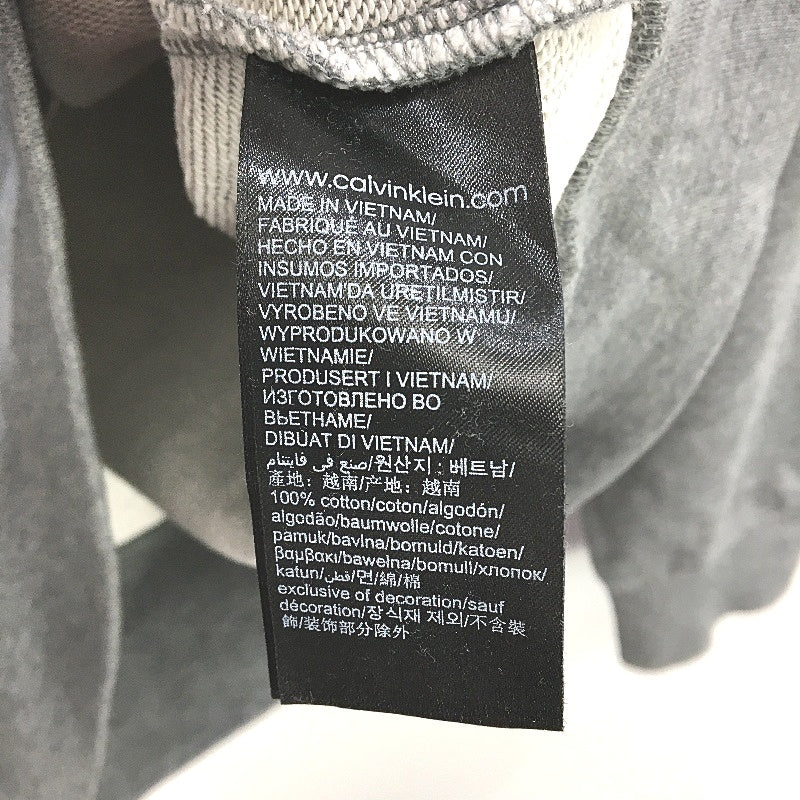 www.calvinklein.com
MADE IN VIETNAM/
FABRIQUÉ AU VIETNAM/
HECHO EN VIETNAM CON
INSUMOS IMPORTADOS/
VIETNAM'DA URETILMISTIR/
VYROBENO VE VIETNAMU/
WYPRODUKOWANO W
WIETNAMIE/
PRODUSERT I VIETNAM/
ИЗГОТОВЛЕНО ВО
ВЬЕТНАМЕ/
DIBUAT DI VIETNAM/
صنع في فايتنام/원산지 : 베트남/
產地: 越南/产地: 越南
100% cotton/coton/algodón/
algodão/baumwolle/cotone/
pamuk/bavlna/bomuld/katoen/
βαμβακι/bawełna/bomull/хлопок/
katun/قطن/면/綿/棉
exclusive of decoration/sauf
décoration/장식재 제외/不含裝
飾/装饰部分除外